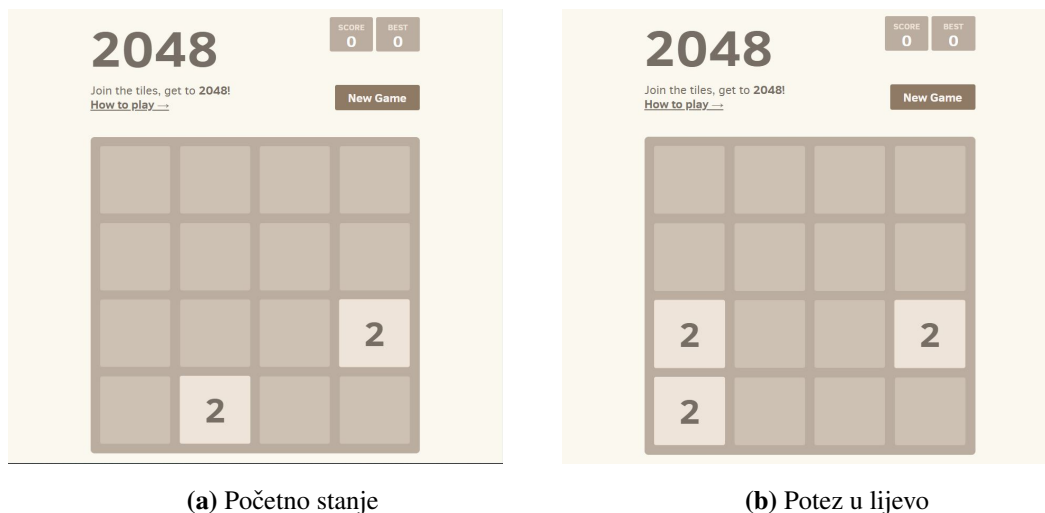 2048
SCORE
0
BEST
0
Join the tiles, get to 2048!
How to play →
New Game
2
2
(a) Početno stanje
2048
SCORE
0
BEST
0
Join the tiles, get to 2048!
How to play →
New Game
2 2
2
(b) Potez u lijevo